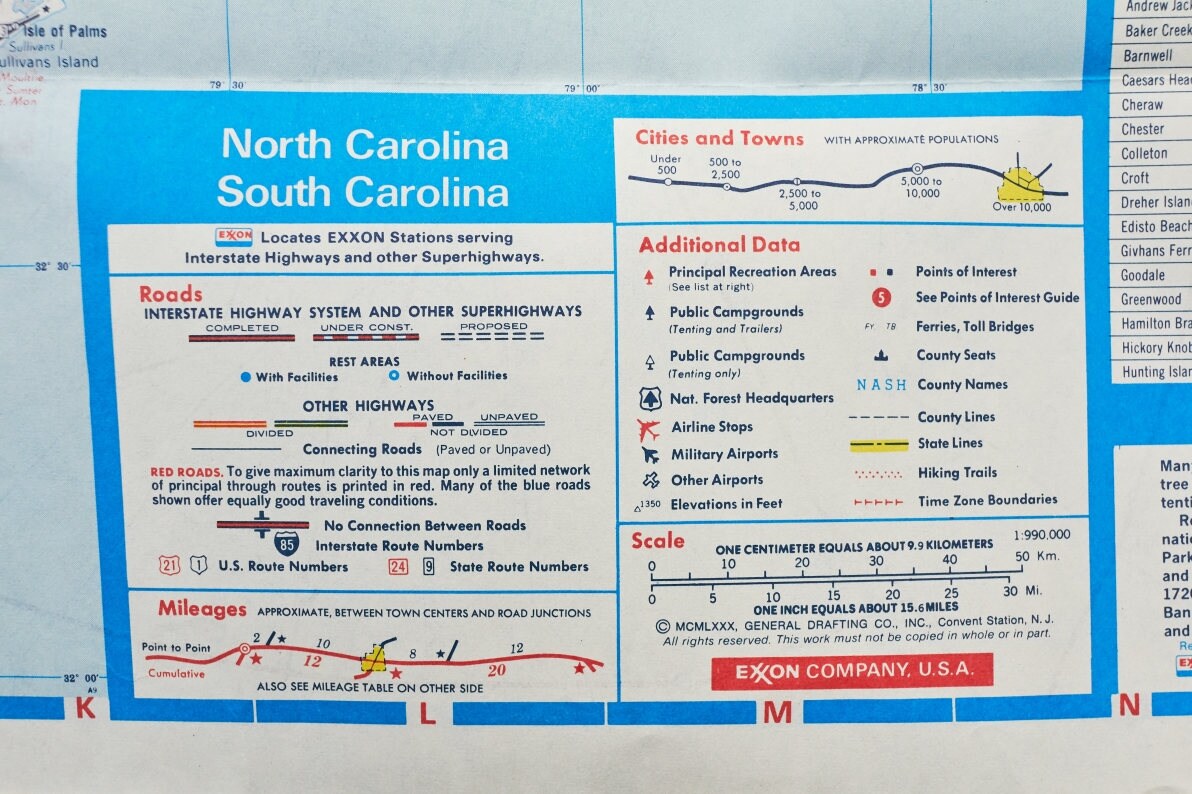 Isle of Palms
Sullivans I
ullivans Island
Moultrie
Sumter
. Mon.
79° 30'
79° 00'
78° 30'
32° 30'
32° 00'
A9
North Carolina
South Carolina
EXXON Locates EXXON Stations serving
Interstate Highways and other Superhighways.
Roads
INTERSTATE HIGHWAY SYSTEM AND OTHER SUPERHIGHWAYS
COMPLETED UNDER CONST. PROPOSED
REST AREAS
With Facilities Without Facilities
OTHER HIGHWAYS
PAVED UNPAVED
DIVIDED NOT DIVIDED
Connecting Roads (Paved or Unpaved)
RED ROADS. To give maximum clarity to this map only a limited network
of principal through routes is printed in red. Many of the blue roads
shown offer equally good traveling conditions.
No Connection Between Roads
85 Interstate Route Numbers
21 1 U.S. Route Numbers 24 9 State Route Numbers
Mileages APPROXIMATE, BETWEEN TOWN CENTERS AND ROAD JUNCTIONS
Point to Point 2 10 8 12
Cumulative 12 20
ALSO SEE MILEAGE TABLE ON OTHER SIDE
Cities and Towns WITH APPROXIMATE POPULATIONS
Under
500
500 to
2,500
2,500 to
5,000
5,000 to
10,000
Over 10,000
Additional Data
Principal Recreation Areas
(See list at right)
Public Campgrounds
(Tenting and Trailers)
Public Campgrounds
(Tenting only)
Nat. Forest Headquarters
Airline Stops
Military Airports
Other Airports
1350 Elevations in Feet
Points of Interest
5 See Points of Interest Guide
FY TB Ferries, Toll Bridges
County Seats
NASH County Names
County Lines
State Lines
Hiking Trails
Time Zone Boundaries
Scale ONE CENTIMETER EQUALS ABOUT 9.9 KILOMETERS 1:990.000
0 10 20 30 40 50 Km.
0 5 10 15 20 25 30 Mi.
ONE INCH EQUALS ABOUT 15.6 MILES
© MCMLXXX, GENERAL DRAFTING CO., INC., Convent Station, N.J.
All rights reserved. This work must not be copied in whole or in part.
EXXON COMPANY, U.S.A.
Andrew Jack
Baker Creek
Barnwell
Caesars Head
Cheraw
Chester
Colleton
Croft
Dreher Island
Edisto Beach
Givhans Ferr
Goodale
Greenwood
Hamilton Bra
Hickory Knob
Hunting Islan
Man
tree
tenti
Ro
natio
Park
and
1720
Ban
and
Re
EX
K L M N